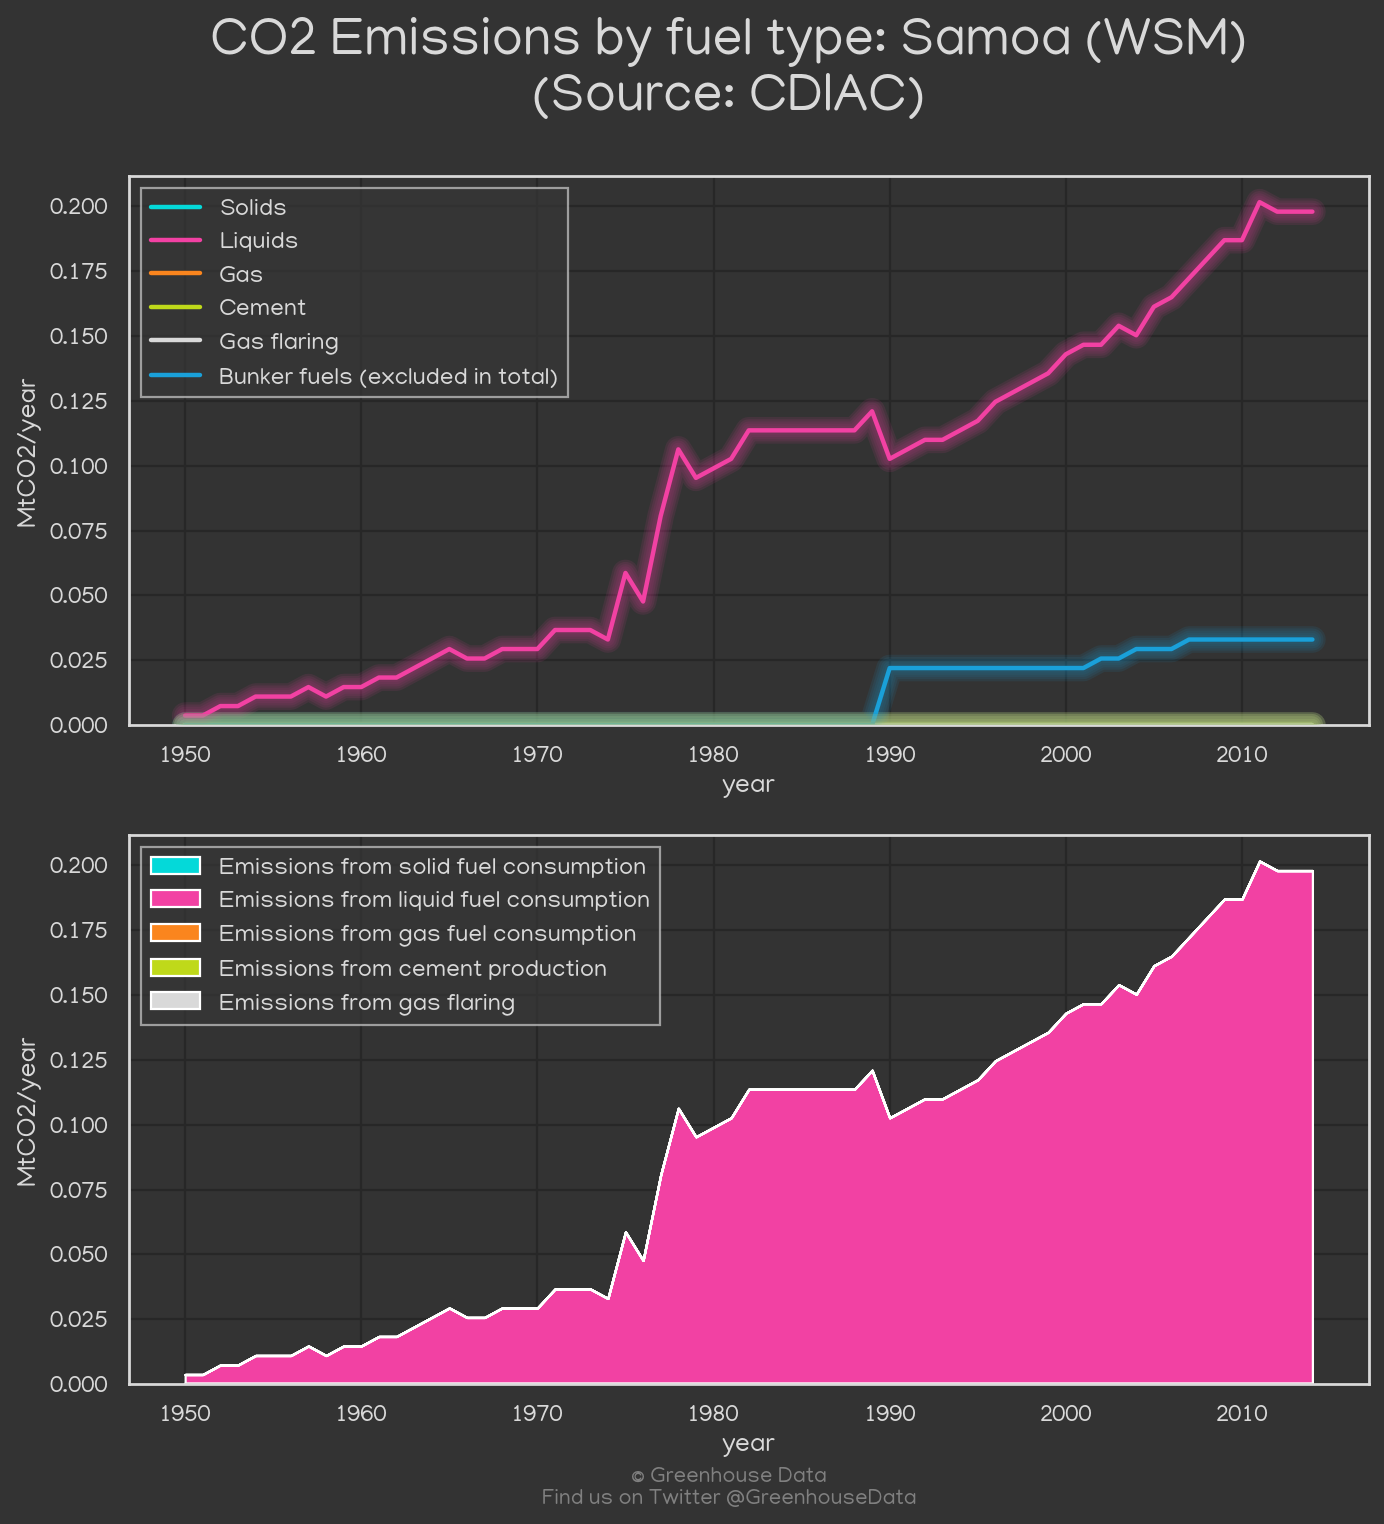 CO2 Emissions by fuel type: Samoa (WSM)
(Source: CDIAC)
Solids
Liquids
Gas
Cement
Gas flaring
Bunker fuels (excluded in total)
0.200
0.175
0.150
0.125
0.100
0.075
0.050
0.025
0.000
MtCO2/year
1950 1960 1970 1980 1990 2000 2010
year
Emissions from solid fuel consumption
Emissions from liquid fuel consumption
Emissions from gas fuel consumption
Emissions from cement production
Emissions from gas flaring
0.200
0.175
0.150
0.125
0.100
0.075
0.050
0.025
0.000
MtCO2/year
1950 1960 1970 1980 1990 2000 2010
year
© Greenhouse Data
Find us on Twitter @GreenhouseData